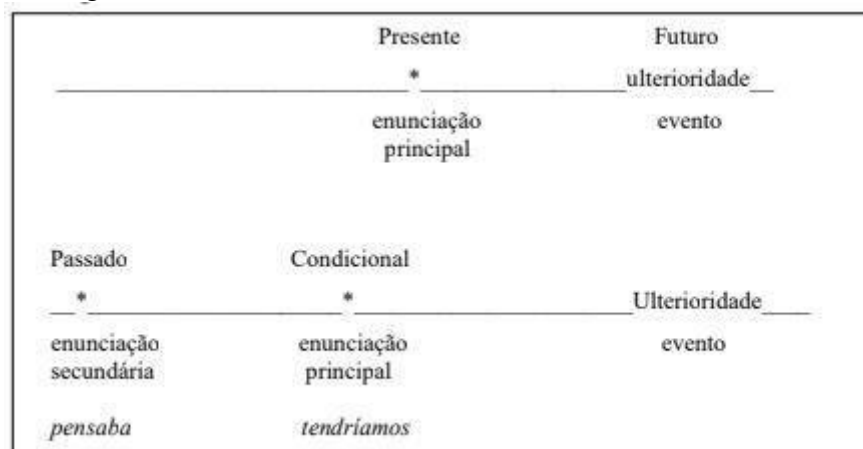 Presente Futuro
* ulterioridade
enunciação evento
principal
Passado Condicional
* * Ulterioridade
enunciação enunciação evento
secundária principal
pensaba tendríamos